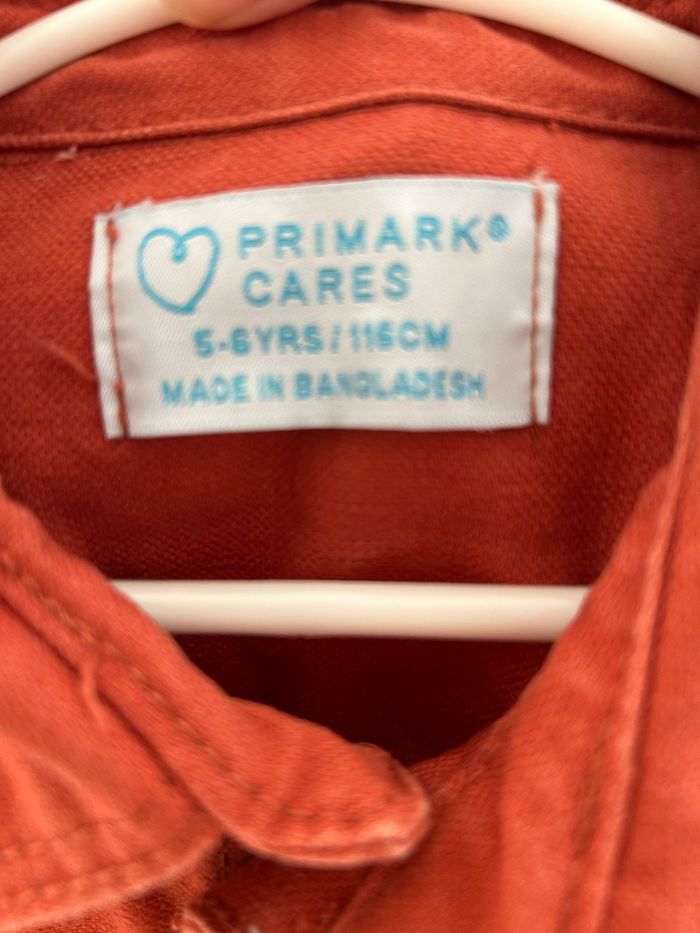 PRIMARK®
CARES
5-6YRS/116CM
MADE IN BANGLADESH